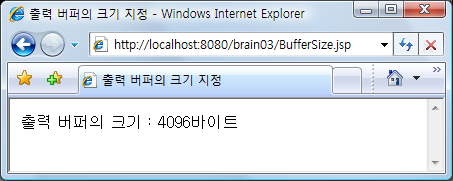 출력 버퍼의 크기 지정 - Windows Internet Explorer
http://localhost:8080/brain03/BufferSize.jsp
출력 버퍼의 크기 지정
출력 버퍼의 크기 : 4096바이트